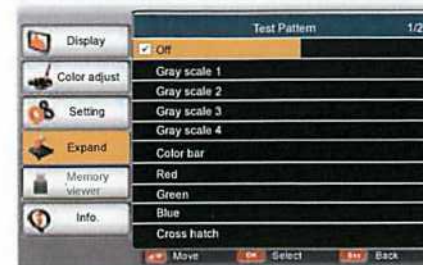 Test Pattern 1/2
Display
Off
Color adjust
Gray scale 1
Gray scale 2
Setting
Gray scale 3
Gray scale 4
Expand
Color bar
Memory viewer
Red
Green
Info.
Blue
Cross hatch
Move
Select
Back